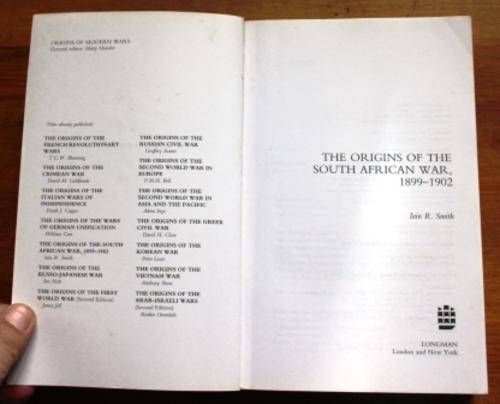 ORIGINS OF MODERN WARS
General editor: Harry Hearder
Titles already published:
THE ORIGINS OF THE
FRENCH REVOLUTIONARY
WARS
T.C.W. Blanning
THE ORIGINS OF THE
CRIMEAN WAR
David M. Goldfrank
THE ORIGINS OF THE
ITALIAN WARS OF
INDEPENDENCE
Frank J. Coppa
THE ORIGINS OF THE WARS
OF GERMAN UNIFICATION
William Carr
THE ORIGINS OF THE SOUTH
AFRICAN WAR, 1899-1902
Iain R. Smith
THE ORIGINS OF THE
RUSSO-JAPANESE WAR
Ian Nish
THE ORIGINS OF THE FIRST
WORLD WAR (Second Edition)
James Joll
THE ORIGINS OF THE
RUSSIAN CIVIL WAR
Geoffrey Swain
THE ORIGINS OF THE
SECOND WORLD WAR IN
EUROPE
P.M.H. Bell
THE ORIGINS OF THE
SECOND WORLD WAR IN
ASIA AND THE PACIFIC
Akira Iriye
THE ORIGINS OF THE GREEK
CIVIL WAR
David H. Close
THE ORIGINS OF THE
KOREAN WAR
Peter Lowe
THE ORIGINS OF THE
VIETNAM WAR
Anthony Short
THE ORIGINS OF THE
ARAB-ISRAELI WARS
(Second Edition)
Ritchie Ovendale
THE ORIGINS OF THE
SOUTH AFRICAN WAR,
1899–1902
Iain R. Smith
LONGMAN
London and New York